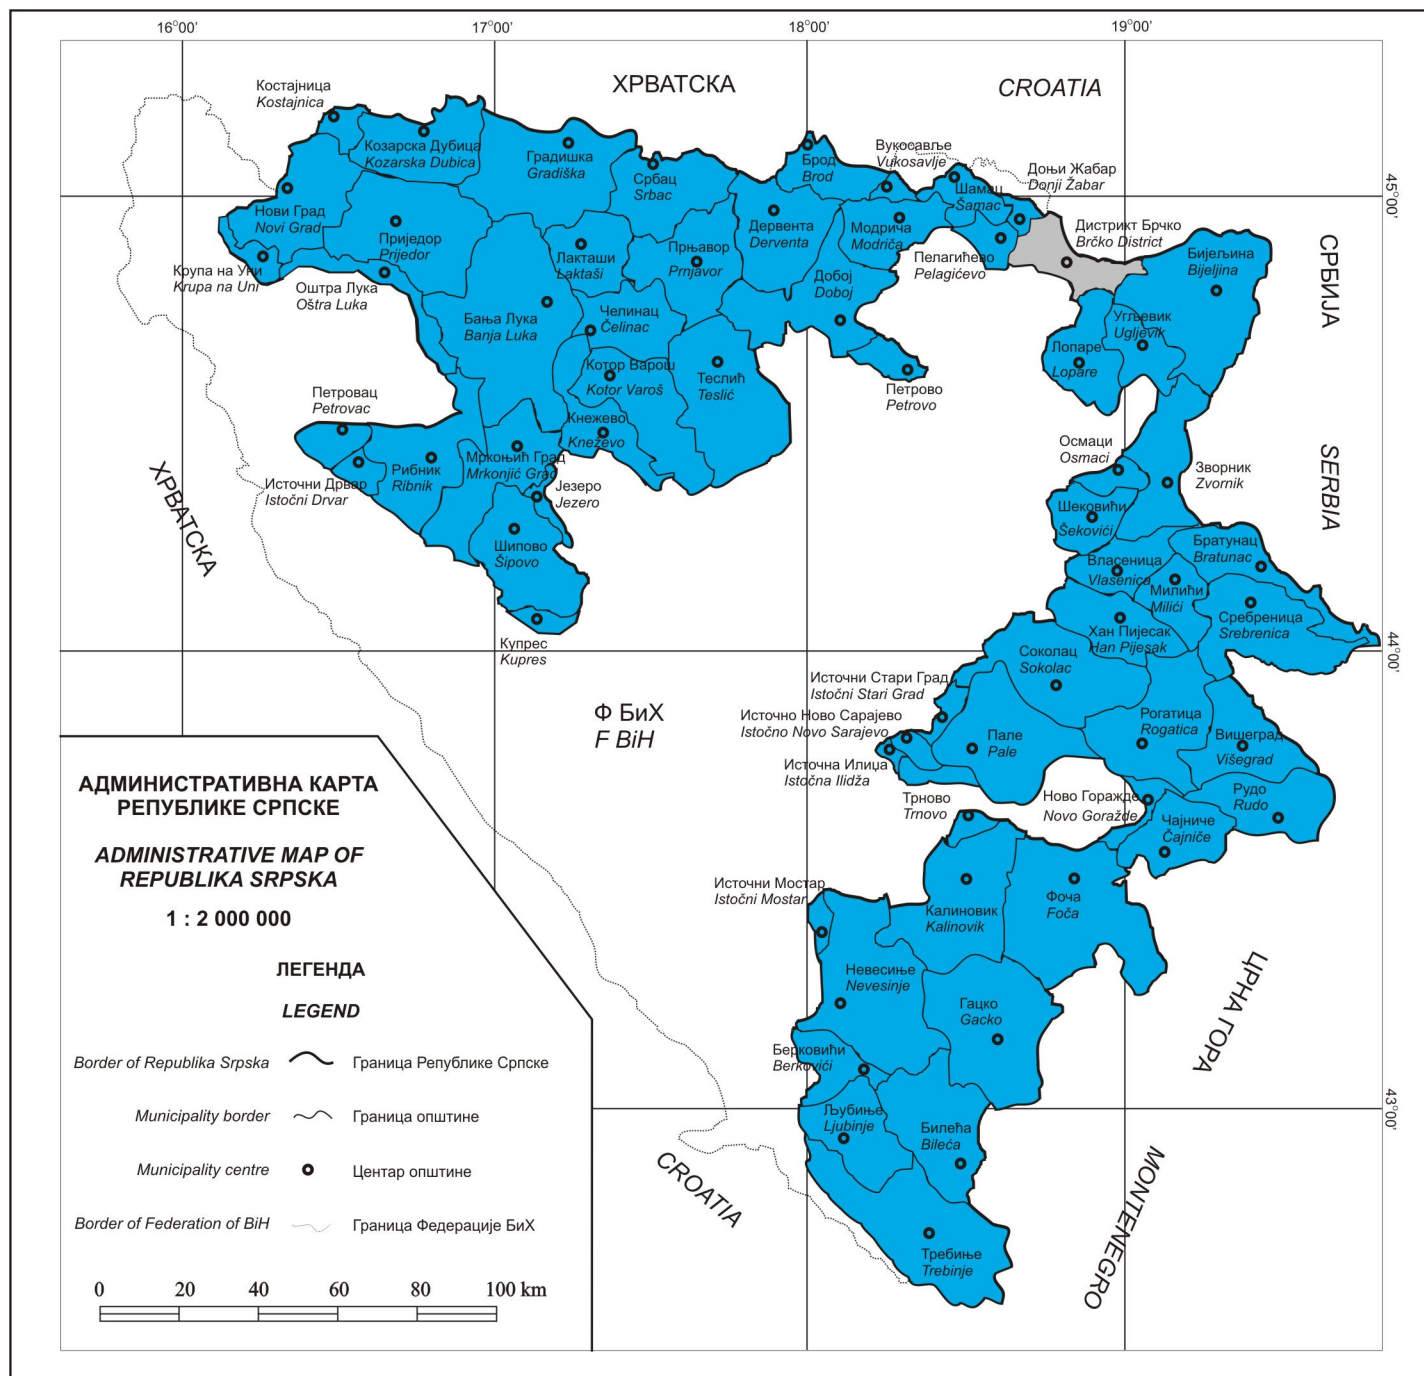 16°00'
17°00'
18°00'
19°00'
ХРВАТСКА
CROATIA
Костајница
Kostajnica
Козарска Дубица
Kozarska Dubica
Градишка
Gradiška
Србац
Srbac
Брод
Brod
Вукосавље
Vukosavlje
Шамац
Šamac
Доњи Жабар
Donji Žabar
45°00'
Нови Град
Novi Grad
Приједор
Prijedor
Лакташи
Laktaši
Прњавор
Prnjavor
Дервента
Derventa
Модрича
Modriča
Пелагићево
Pelagićevo
Дистрикт Брчко
Brčko District
Бијељина
Bijeljina
СРБИЈА
Крупа на Уни
Krupa na Uni
Оштра Лука
Oštra Luka
Бања Лука
Banja Luka
Челинац
Čelinac
Добој
Doboj
Угљевик
Ugljevik
Лопаре
Lopare
Котор Варош
Kotor Varoš
Теслић
Teslić
Петрово
Petrovo
Петровац
Petrovac
Кнежево
Kneževo
Осмаци
Osmaci
Зворник
Zvornik
SERBIA
ХРВАТСКА
Источни Дрвар
Istočni Drvar
Рибник
Ribnik
Мркоњић Град
Mrkonjić Grad
Језеро
Jezero
Шековићи
Šekovići
Шипово
Šipovo
Власеница
Vlasenica
Братунац
Bratunac
Милићи
Milići
Сребреница
Srebrenica
Купрес
Kupres
Хан Пијесак
Han Pijesak
44°00'
Соколац
Sokolac
Источни Стари Град
Istočni Stari Grad
Ф БиХ
F BiH
Источно Ново Сарајево
Istočno Novo Sarajevo
Пале
Pale
Рогатица
Rogatica
Вишеград
Višegrad
Источна Илиџа
Istočna Ilidža
Трново
Trnovo
Ново Горажде
Novo Goražde
Рудо
Rudo
Чајниче
Čajniče
Источни Мостар
Istočni Mostar
Калиновик
Kalinovik
Фоча
Foča
Невесиње
Nevesinje
Гацко
Gacko
ЦРНА ГОРА
Берковићи
Berkovići
Љубиње
Ljubinje
Билећа
Bileća
43°00'
CROATIA
MONTENEGRO
Требиње
Trebinje
АДМИНИСТРАТИВНА КАРТА
РЕПУБЛИКЕ СРПСКЕ
ADMINISTRATIVE MAP OF
REPUBLIKA SRPSKA
1 : 2 000 000
ЛЕГЕНДА
LEGEND
Border of Republika Srpska Граница Републике Српске
Municipality border Граница општине
Municipality centre Центар општине
Border of Federation of BiH Граница Федерације БиХ
0 20 40 60 80 100 km